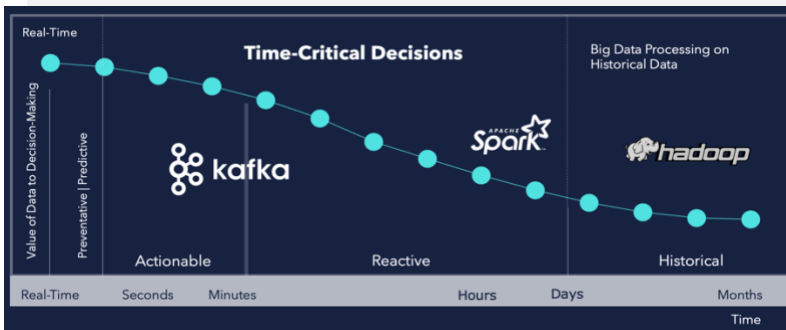 Real-Time
Time-Critical Decisions
Big Data Processing on
Historical Data
Value of Data to Decision-Making
Preventative | Predictive
kafka
APACHE
Spark
hadoop
Actionable
Reactive
Historical
Real-Time
Seconds
Minutes
Hours
Days
Months
Time